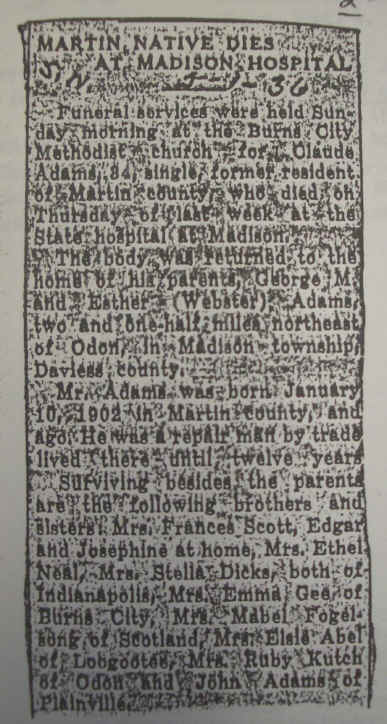 2
MARTIN NATIVE DIES
AT MADISON HOSPITAL
Funeral services were held Sun-
day morning at the Burns City
Methodist church for Claude
Adams, 34, single, former resident
of Martin county, who died on
Thursday of last week at the
State hospital at Madison.
The body was returned to the
home of his parents, George M.
and Esther (Webster) Adams,
two and one-half miles northeast
of Odon, in Madison township,
Daviess county.
Mr. Adams was born January
10, 1902 in Martin county, and
ago. He was a repair man by trade
lived there until twelve years
Surviving besides the parents
are the following brothers and
sisters: Mrs. Frances Scott, Edgar
and Josephine at home, Mrs. Ethel
Neal, Mrs. Stella Dicks, both of
Indianapolis, Mrs. Emma Gee of
Burns City, Mrs. Mabel Fogel-
song of Scotland, Mrs. Elsie Abel
of Loogootee, Mrs. Ruby Kutch
of Odon and John Adams of
Plainville.